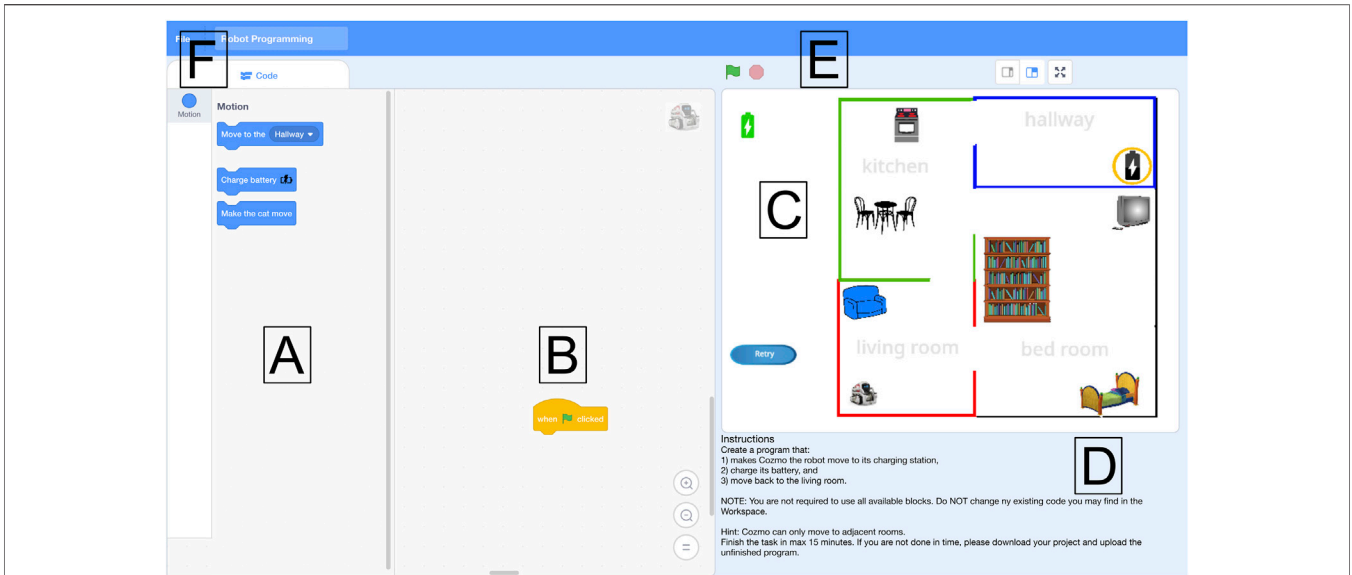 File
Robot Programming
F
E
Code
Motion
Motion
Move to the Hallway
Charge battery
Make the cat move
A
B
when clicked
C
hallway
kitchen
living room
bed room
Retry
D
Instructions
Create a program that:
1) makes Cozmo the robot move to its charging station,
2) charge its battery, and
3) move back to the living room.
NOTE: You are not required to use all available blocks. Do NOT change ny existing code you may find in the
Workspace.
Hint: Cozmo can only move to adjacent rooms.
Finish the task in max 15 minutes. If you are not done in time, please download your project and upload the
unfinished program.